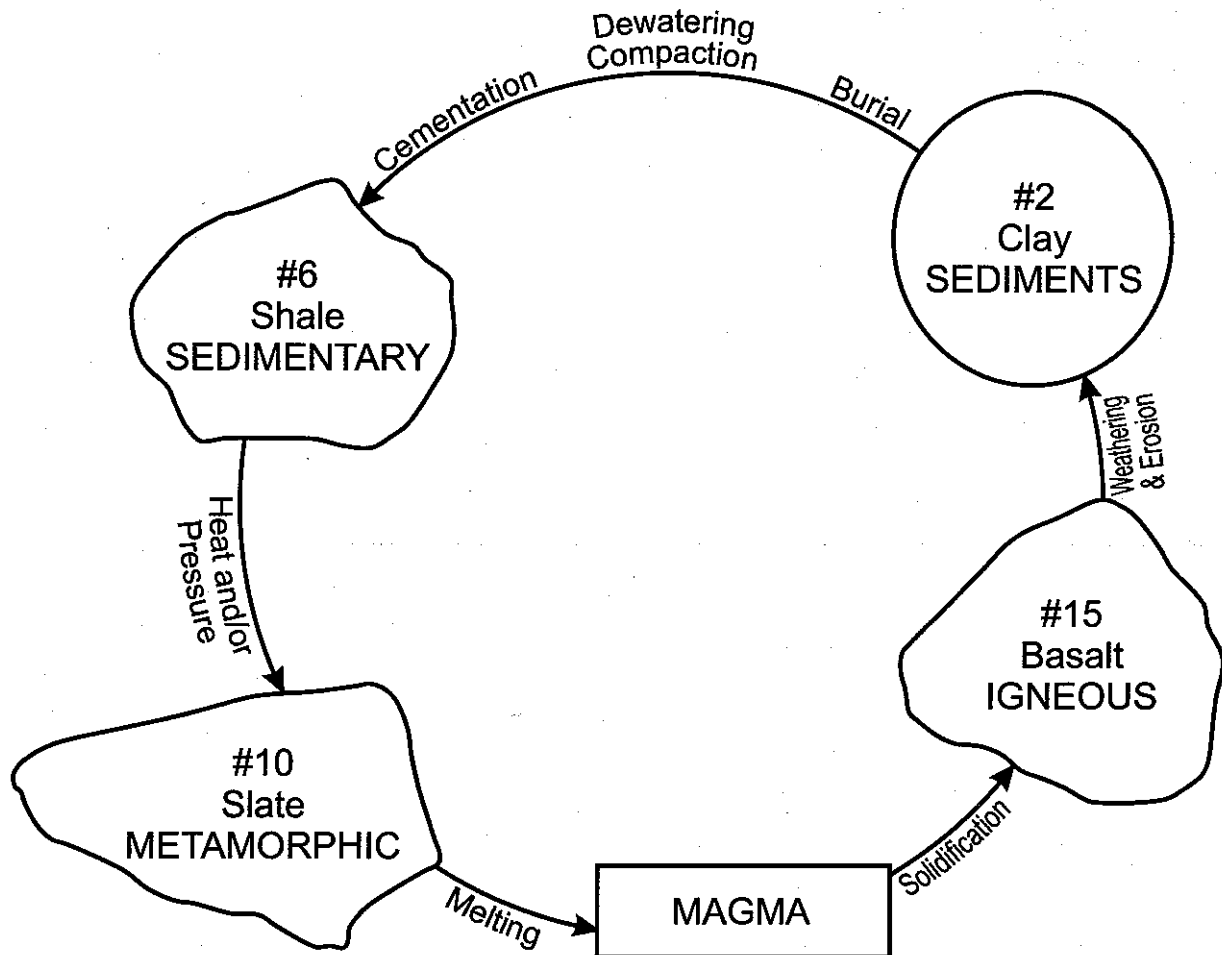 Dewatering
Compaction
Burial
Cementation
#2
Clay
SEDIMENTS
#6
Shale
SEDIMENTARY
Weathering
& Erosion
Heat and/or
Pressure
#15
Basalt
IGNEOUS
#10
Slate
METAMORPHIC
Melting
MAGMA
Solidification